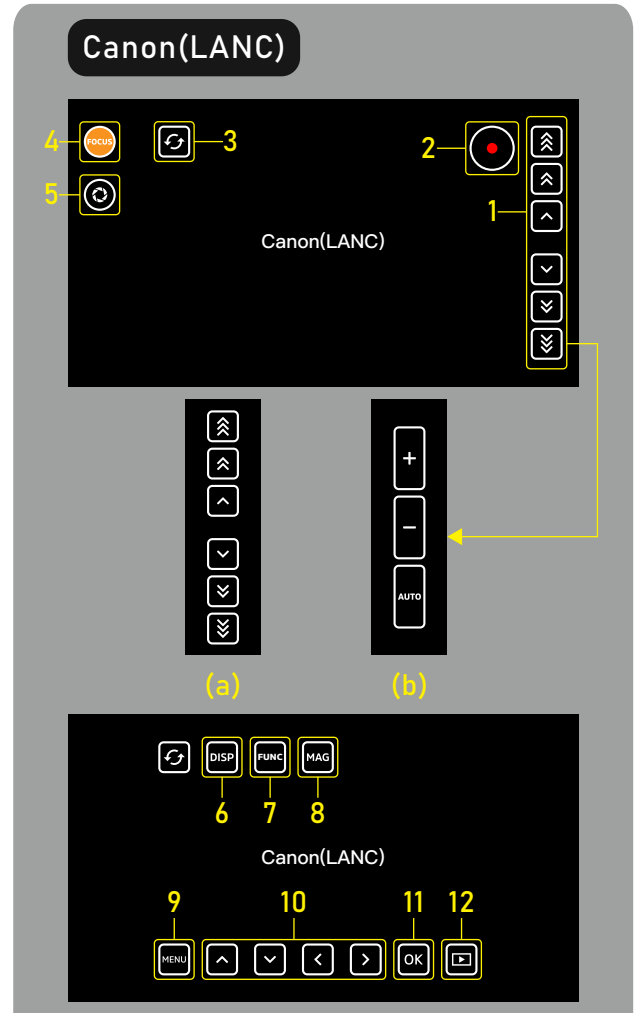 Canon(LANC)
4 FOCUS 3 2
5 1
Canon(LANC)
+
−
AUTO
(a) (b)
DISP FUNC MAG
6 7 8
Canon(LANC)
9 10 11 12
MENU OK